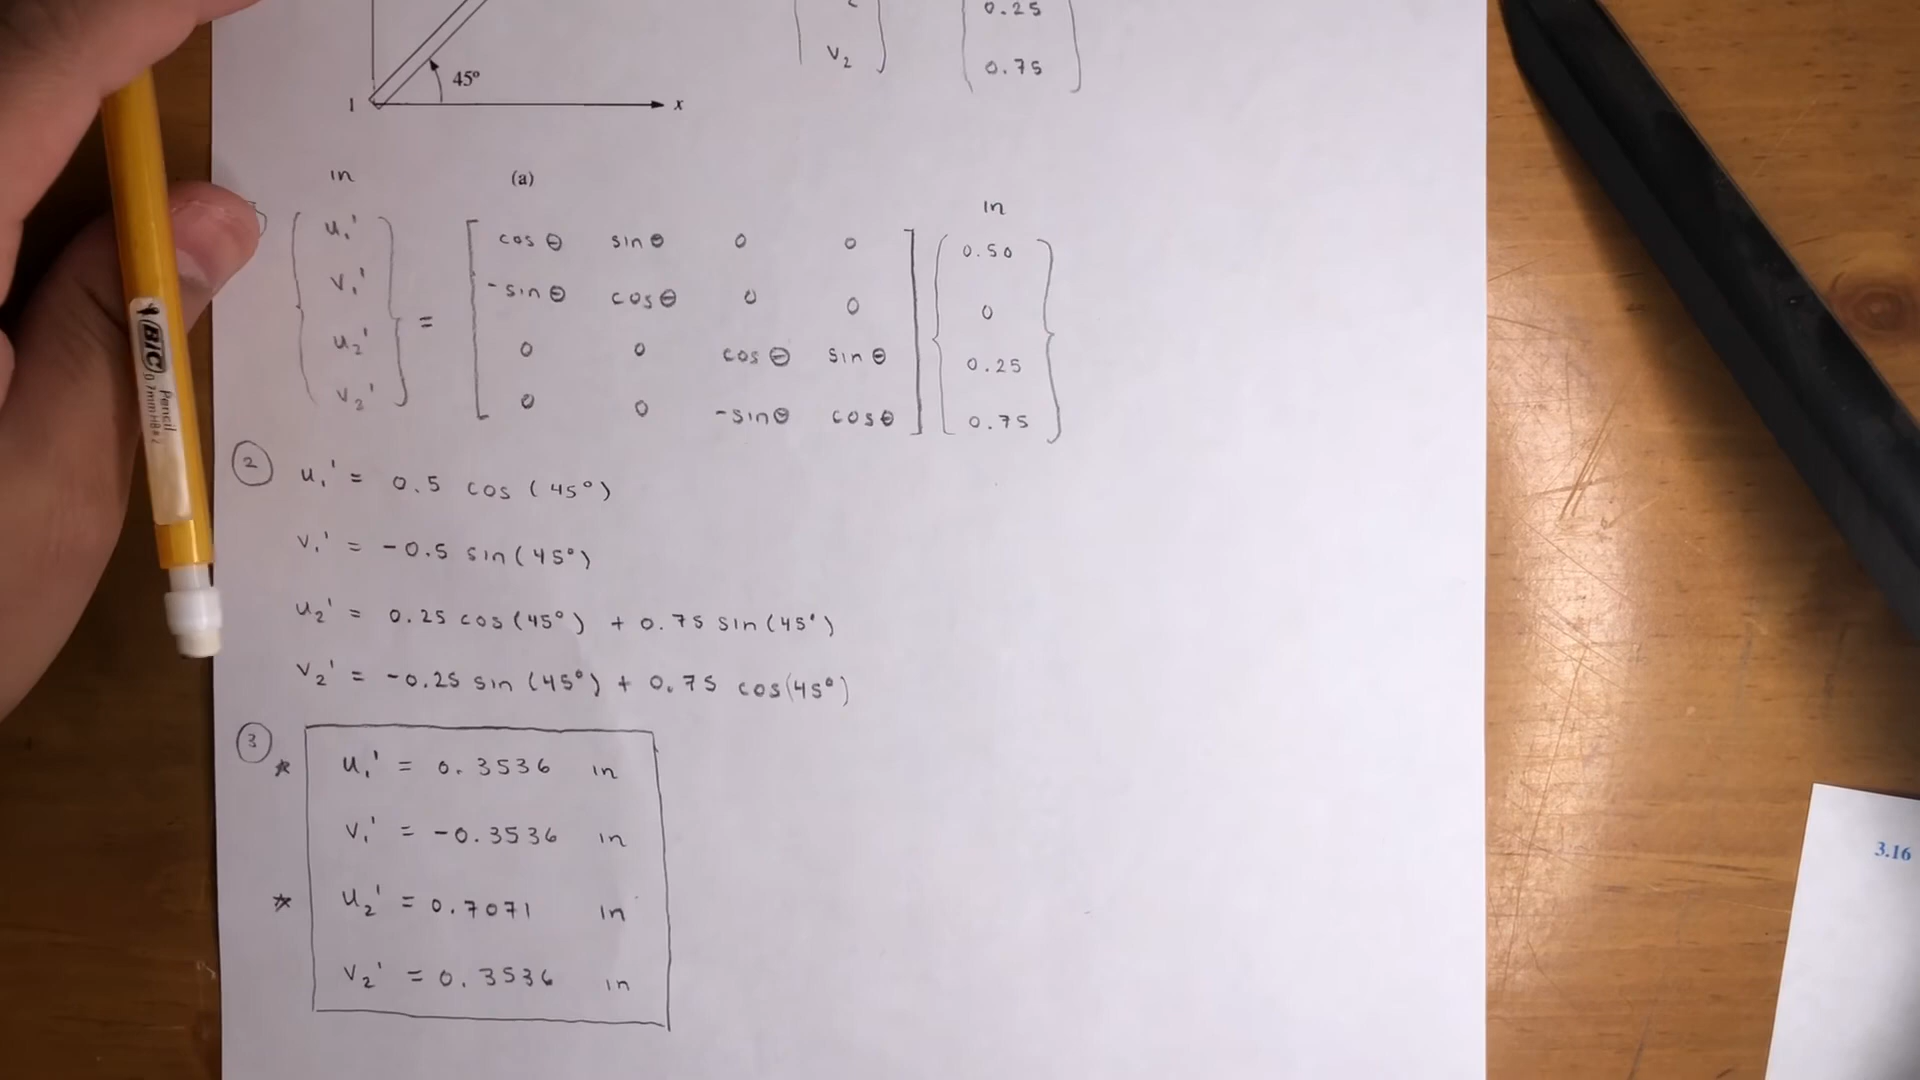 0.25
v₂ 0.75
45°
1 x
in (a) in
u₁' cos θ sin θ 0 0 0.50
v₁' -sin θ cos θ 0 0 0
=
u₂' 0 0 cos θ sin θ 0.25
v₂' 0 0 -sin θ cos θ 0.75
2 u₁' = 0.5 cos (45°)
v₁' = -0.5 sin(45°)
u₂' = 0.25 cos(45°) + 0.75 sin(45°)
v₂' = -0.25 sin (45°) + 0.75 cos(45°)
3
* u₁' = 0.3536 in
v₁' = -0.3536 in
* u₂' = 0.7071 in
v₂' = 0.3536 in
BIC Pencil
0.7mm HB #2
3.16